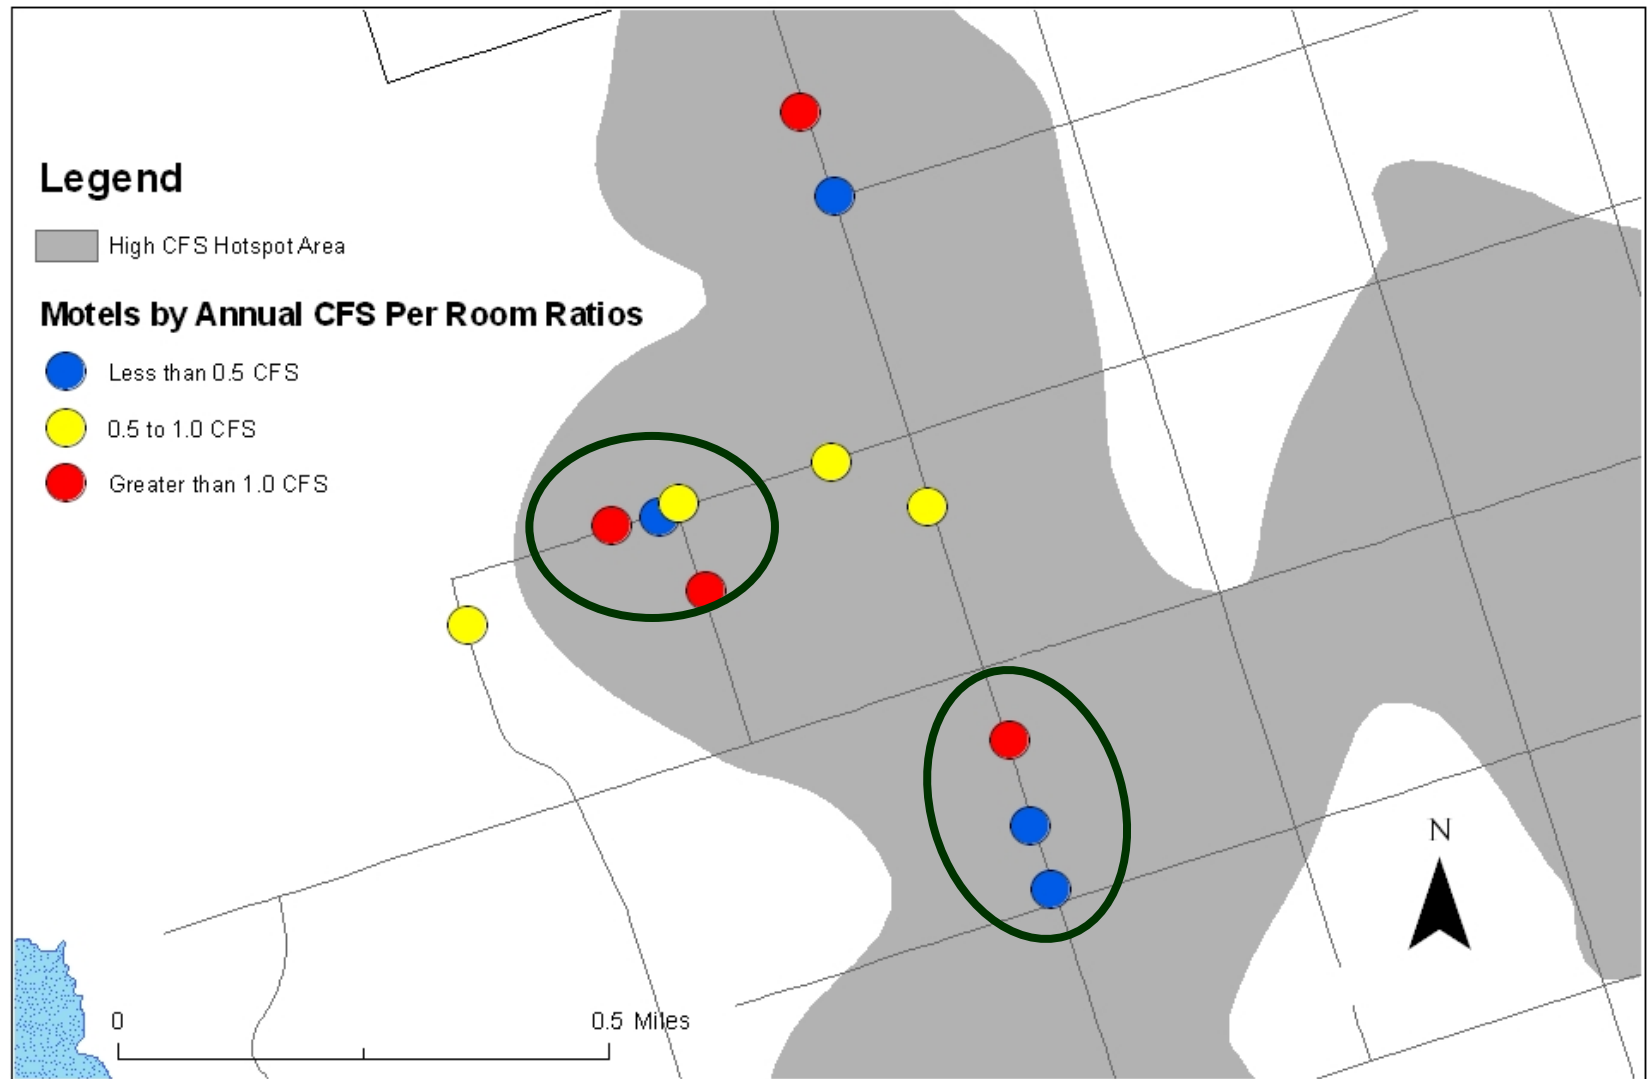 Legend
High CFS Hotspot Area
Motels by Annual CFS Per Room Ratios
Less than 0.5 CFS
0.5 to 1.0 CFS
Greater than 1.0 CFS
N
0 0.5 Miles